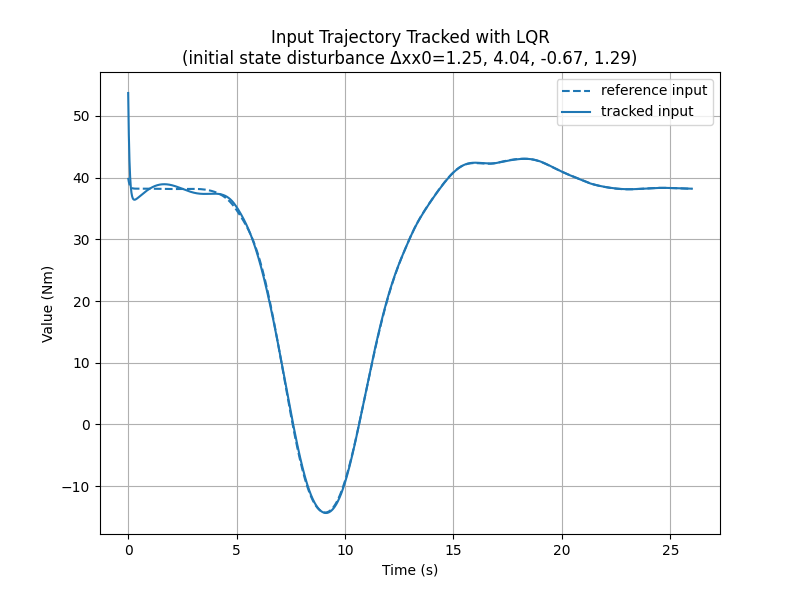 Input Trajectory Tracked with LQR
(initial state disturbance Δxx0=1.25, 4.04, -0.67, 1.29)
reference input
tracked input
50
40
30
20
10
0
−10
Value (Nm)
0 5 10 15 20 25
Time (s)